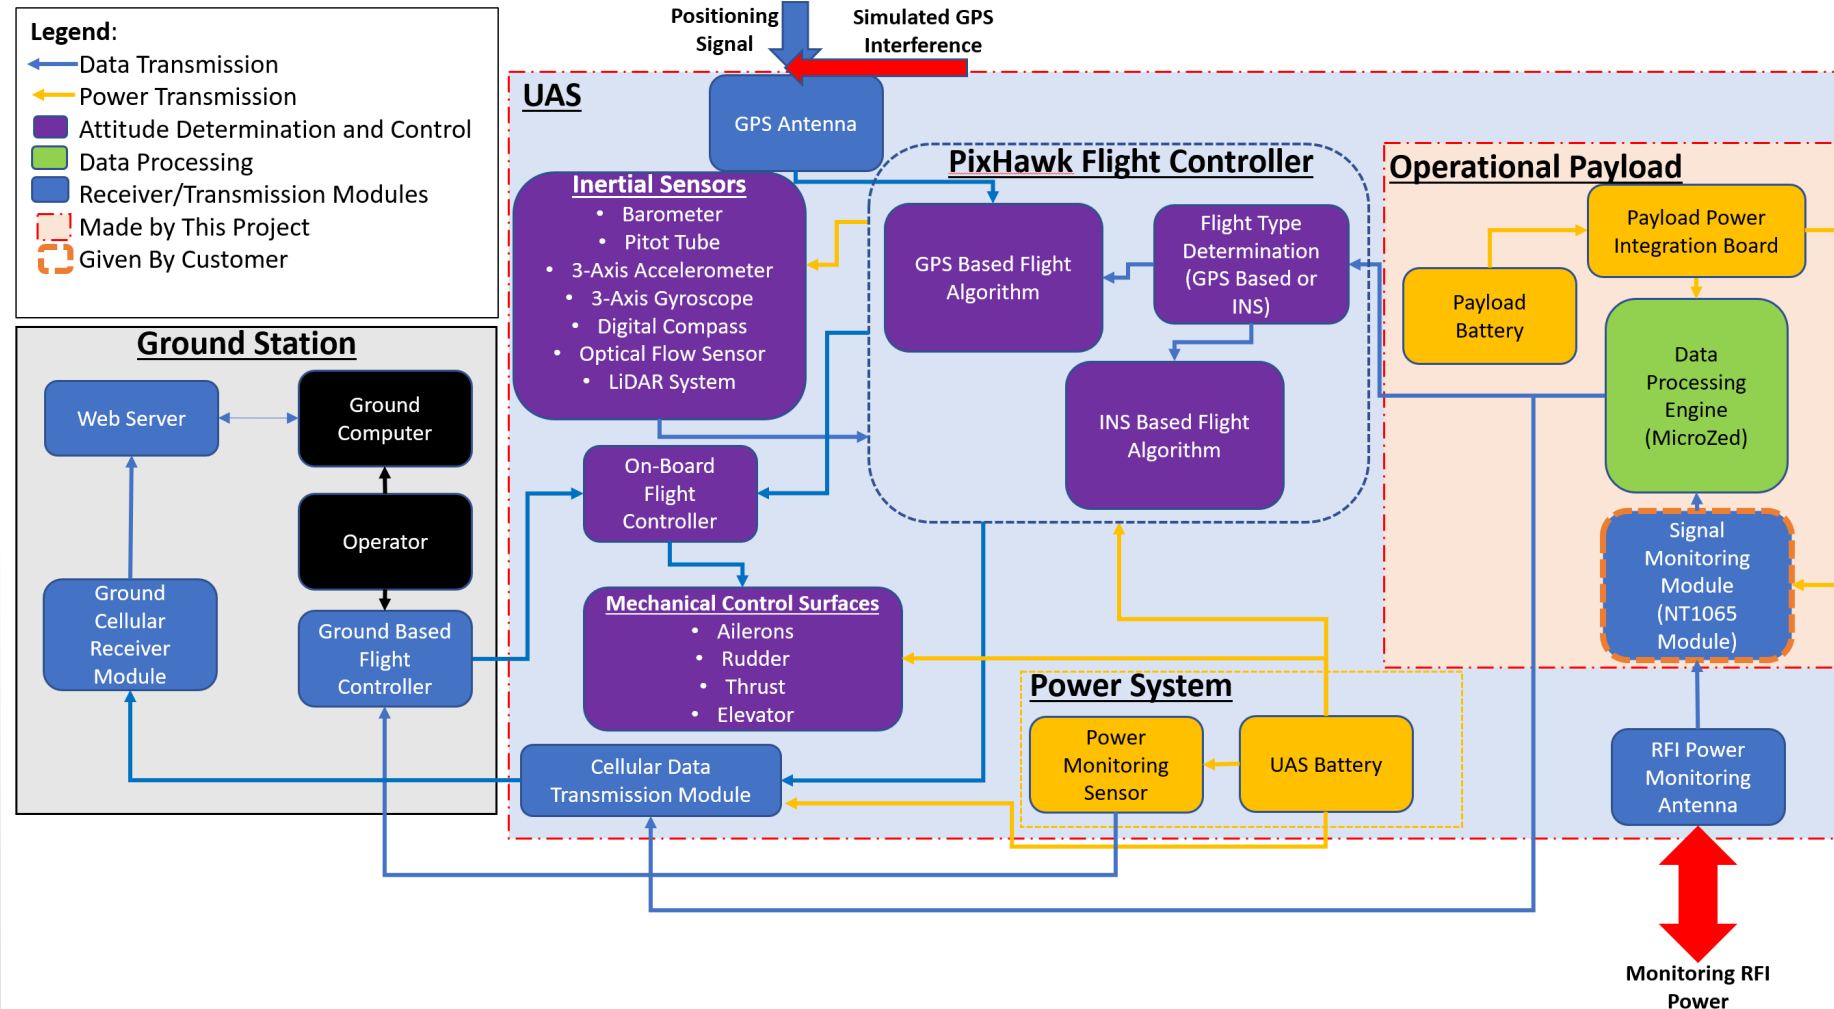 Positioning
Signal
Simulated GPS
Interference
Legend:
Data Transmission
Power Transmission
Attitude Determination and Control
Data Processing
Receiver/Transmission Modules
Made by This Project
Given By Customer
UAS
GPS Antenna
Inertial Sensors
• Barometer
• Pitot Tube
• 3-Axis Accelerometer
• 3-Axis Gyroscope
• Digital Compass
• Optical Flow Sensor
• LiDAR System
PixHawk Flight Controller
GPS Based Flight
Algorithm
Flight Type
Determination
(GPS Based or
INS)
INS Based Flight
Algorithm
Operational Payload
Payload Power
Integration Board
Payload
Battery
Data
Processing
Engine
(MicroZed)
Signal
Monitoring
Module
(NT1065
Module)
RFI Power
Monitoring
Antenna
Monitoring RFI
Power
Ground Station
Web Server
Ground
Computer
Operator
Ground
Cellular
Receiver
Module
Ground Based
Flight
Controller
On-Board
Flight
Controller
Mechanical Control Surfaces
• Ailerons
• Rudder
• Thrust
• Elevator
Cellular Data
Transmission Module
Power System
Power
Monitoring
Sensor
UAS Battery